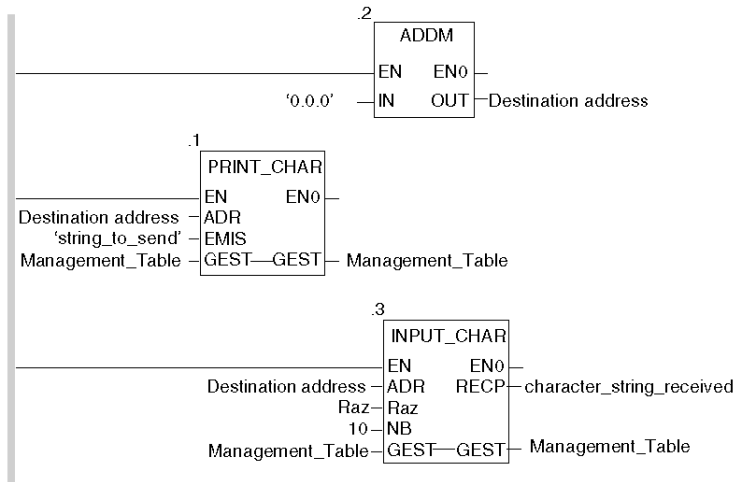 .2
ADDM
EN EN0
'0.0.0' IN OUT Destination address
.1
PRINT_CHAR
EN EN0
Destination address ADR
'string_to_send' EMIS
Management_Table GEST GEST Management_Table
.3
INPUT_CHAR
EN EN0
Destination address ADR RECP character_string_received
Raz Raz
10 NB
Management_Table GEST GEST Management_Table